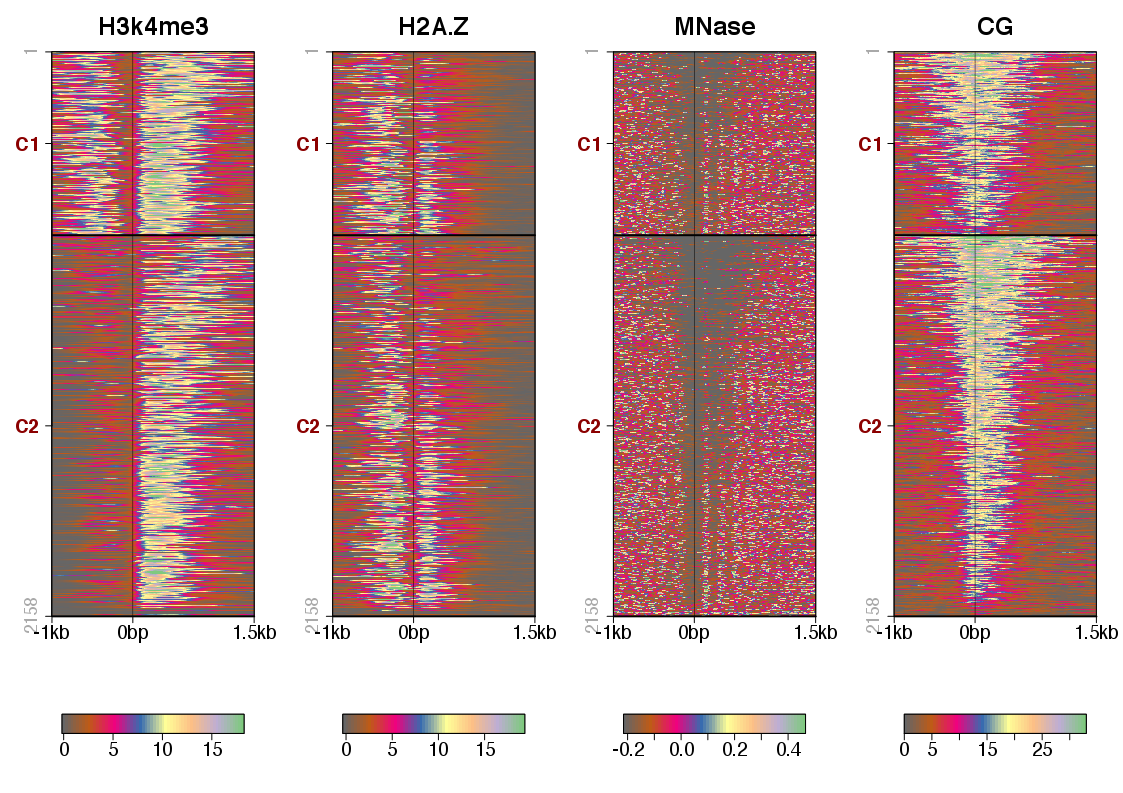 H3k4me3 H2A.Z MNase CG
1 1 1 1
C1 C1 C1 C1
C2 C2 C2 C2
2158 2158 2158 2158
-1kb 0bp 1.5kb -1kb 0bp 1.5kb -1kb 0bp 1.5kb -1kb 0bp 1.5kb
0 5 10 15 0 5 10 15 -0.2 0.0 0.2 0.4 0 5 15 25